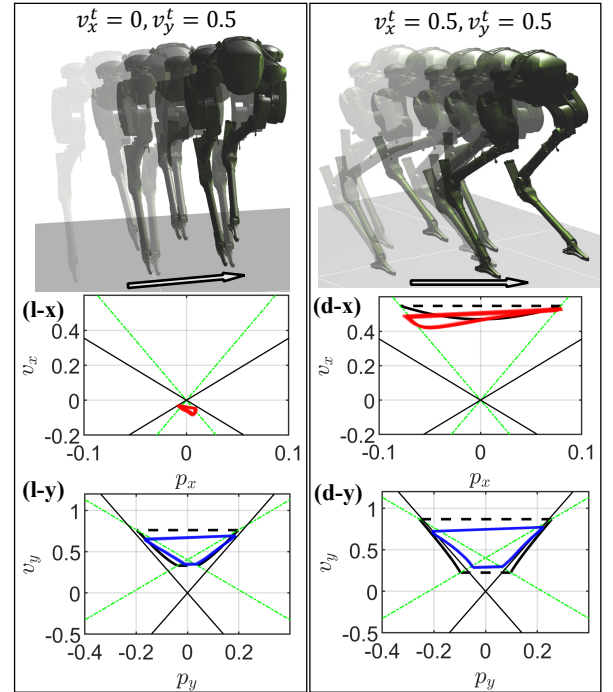 v_x^t = 0, v_y^t = 0.5
v_x^t = 0.5, v_y^t = 0.5
(l-x)
v_x
0.4
0.2
0
-0.2
-0.1 0 0.1
p_x
(d-x)
v_x
0.4
0.2
0
-0.2
-0.1 0 0.1
p_x
(l-y)
v_y
1
0.5
0
-0.5
-0.4 -0.2 0 0.2
p_y
(d-y)
v_y
1
0.5
0
-0.5
-0.4 -0.2 0 0.2
p_y